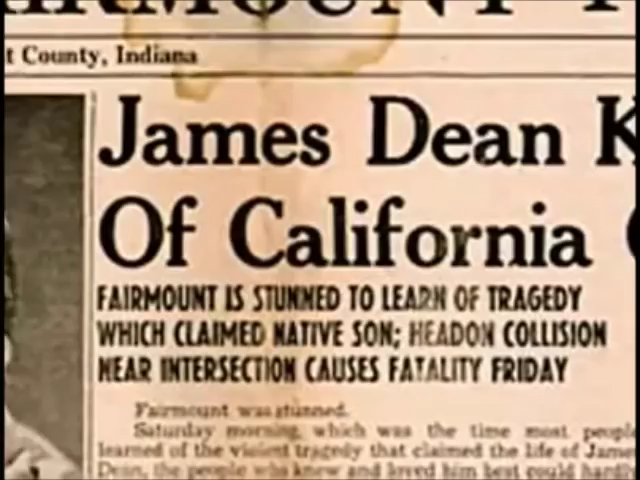 t County, Indiana
James Dean K
Of California
FAIRMOUNT IS STUNNED TO LEARN OF TRAGEDY
WHICH CLAIMED NATIVE SON; HEADON COLLISION
NEAR INTERSECTION CAUSES FATALITY FRIDAY
Fairmount was stunned.
Saturday morning, which was the time most people
learned of the violent tragedy that claimed the life of James
Dean, the people who knew and loved him best could hardly